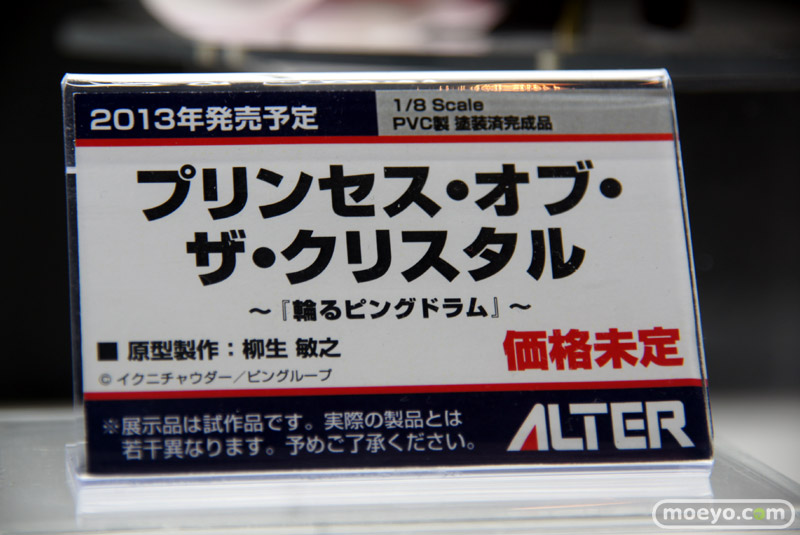 2013年発売予定
1/8 Scale
PVC製 塗装済完成品
プリンセス・オブ・
ザ・クリスタル
～『輪るピングドラム』～
■ 原型製作：柳生 敏之
価格未定
© イクニチャウダー／ピングループ
※展示品は試作品です。実際の製品とは
若干異なります。予めご了承ください。
ALTER
moeyo.com